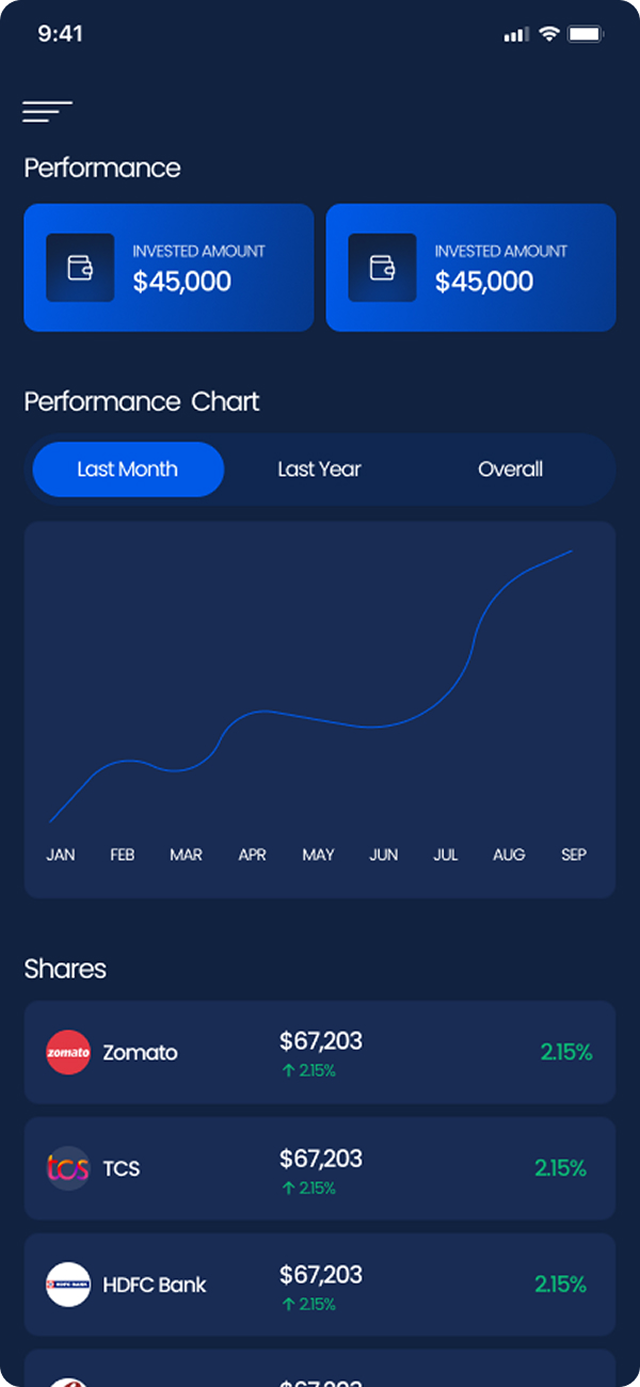 9:41
Performance
INVESTED AMOUNT
$45,000
INVESTED AMOUNT
$45,000
Performance Chart
Last Month Last Year Overall
JAN FEB MAR APR MAY JUN JUL AUG SEP
Shares
zomato Zomato $67,203 2.15%
↑ 2.15%
tcs TCS $67,203 2.15%
↑ 2.15%
HDFC BANK HDFC Bank $67,203 2.15%
↑ 2.15%